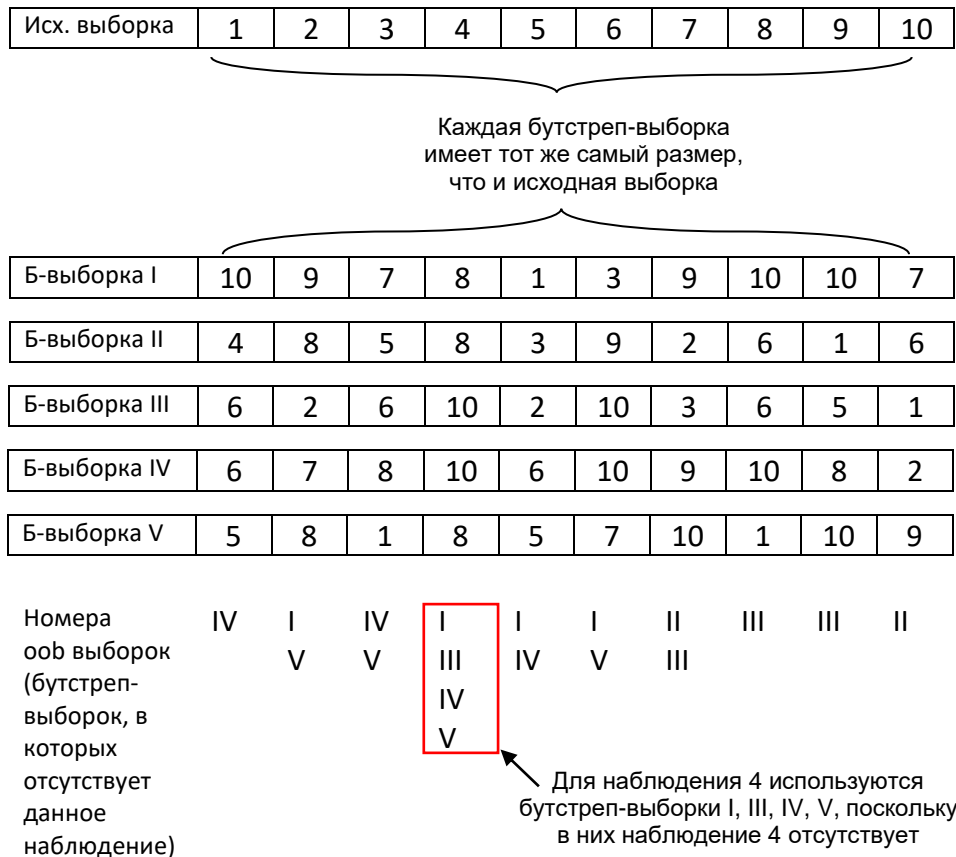 Исх. выборка 1 2 3 4 5 6 7 8 9 10
Каждая бутстреп-выборка
имеет тот же самый размер,
что и исходная выборка
Б-выборка I 10 9 7 8 1 3 9 10 10 7
Б-выборка II 4 8 5 8 3 9 2 6 1 6
Б-выборка III 6 2 6 10 2 10 3 6 5 1
Б-выборка IV 6 7 8 10 6 10 9 10 8 2
Б-выборка V 5 8 1 8 5 7 10 1 10 9
Номера IV I IV I I I II III III II
oob выборок V V III IV V III
(бутстреп- IV
выборок, в V
которых
отсутствует
данное
наблюдение)
Для наблюдения 4 используются
бутстреп-выборки I, III, IV, V, поскольку
в них наблюдение 4 отсутствует